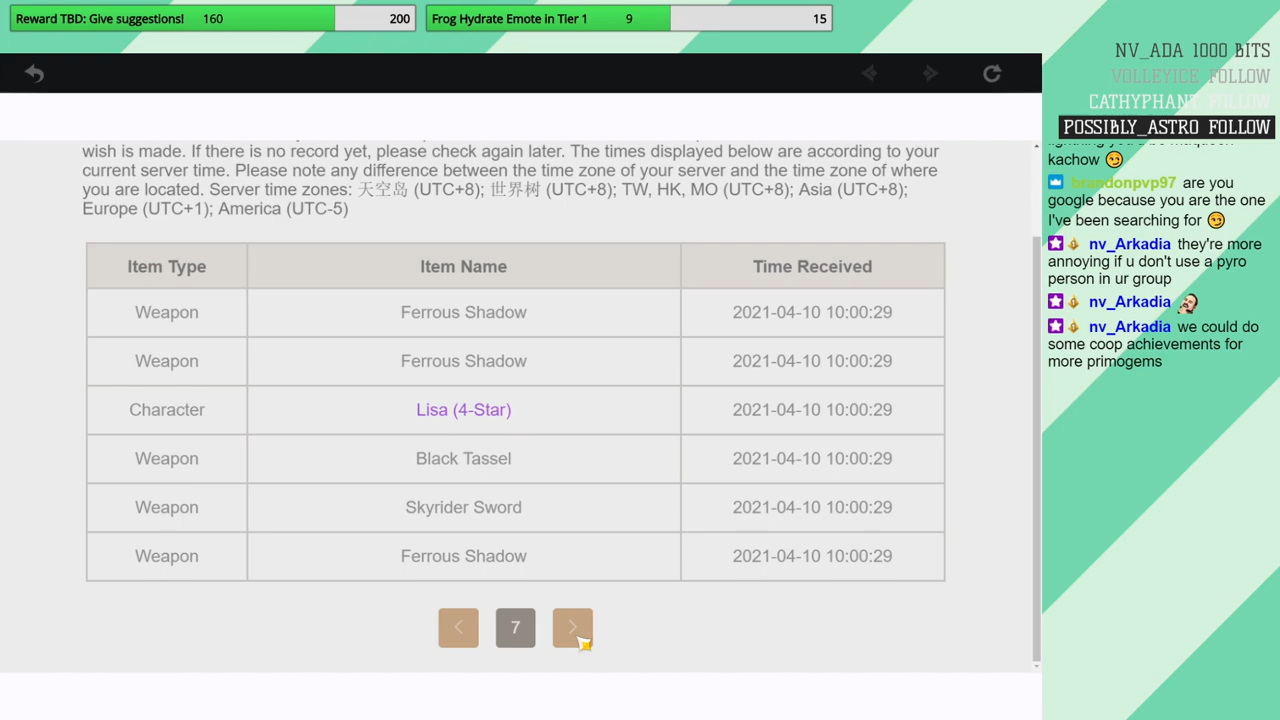 Reward TBD: Give suggestions! 160 200
Frog Hydrate Emote in Tier 1 9 15
NV_ADA 1000 BITS
VOLLEYICE FOLLOW
CATHYPHANT FOLLOW
POSSIBLY_ASTRO FOLLOW
wish is made. If there is no record yet, please check again later. The times displayed below are according to your
current server time. Please note any difference between the time zone of your server and the time zone of where
you are located. Server time zones: 天空岛 (UTC+8); 世界树 (UTC+8); TW, HK, MO (UTC+8); Asia (UTC+8);
Europe (UTC+1); America (UTC-5)
Item Type Item Name Time Received
Weapon Ferrous Shadow 2021-04-10 10:00:29
Weapon Ferrous Shadow 2021-04-10 10:00:29
Character Lisa (4-Star) 2021-04-10 10:00:29
Weapon Black Tassel 2021-04-10 10:00:29
Weapon Skyrider Sword 2021-04-10 10:00:29
Weapon Ferrous Shadow 2021-04-10 10:00:29
< 7 >
kachow
brandonpvp97 are you
google because you are the one
I've been searching for
nv_Arkadia they're more
annoying if u don't use a pyro
person in ur group
nv_Arkadia
nv_Arkadia we could do
some coop achievements for
more primogems